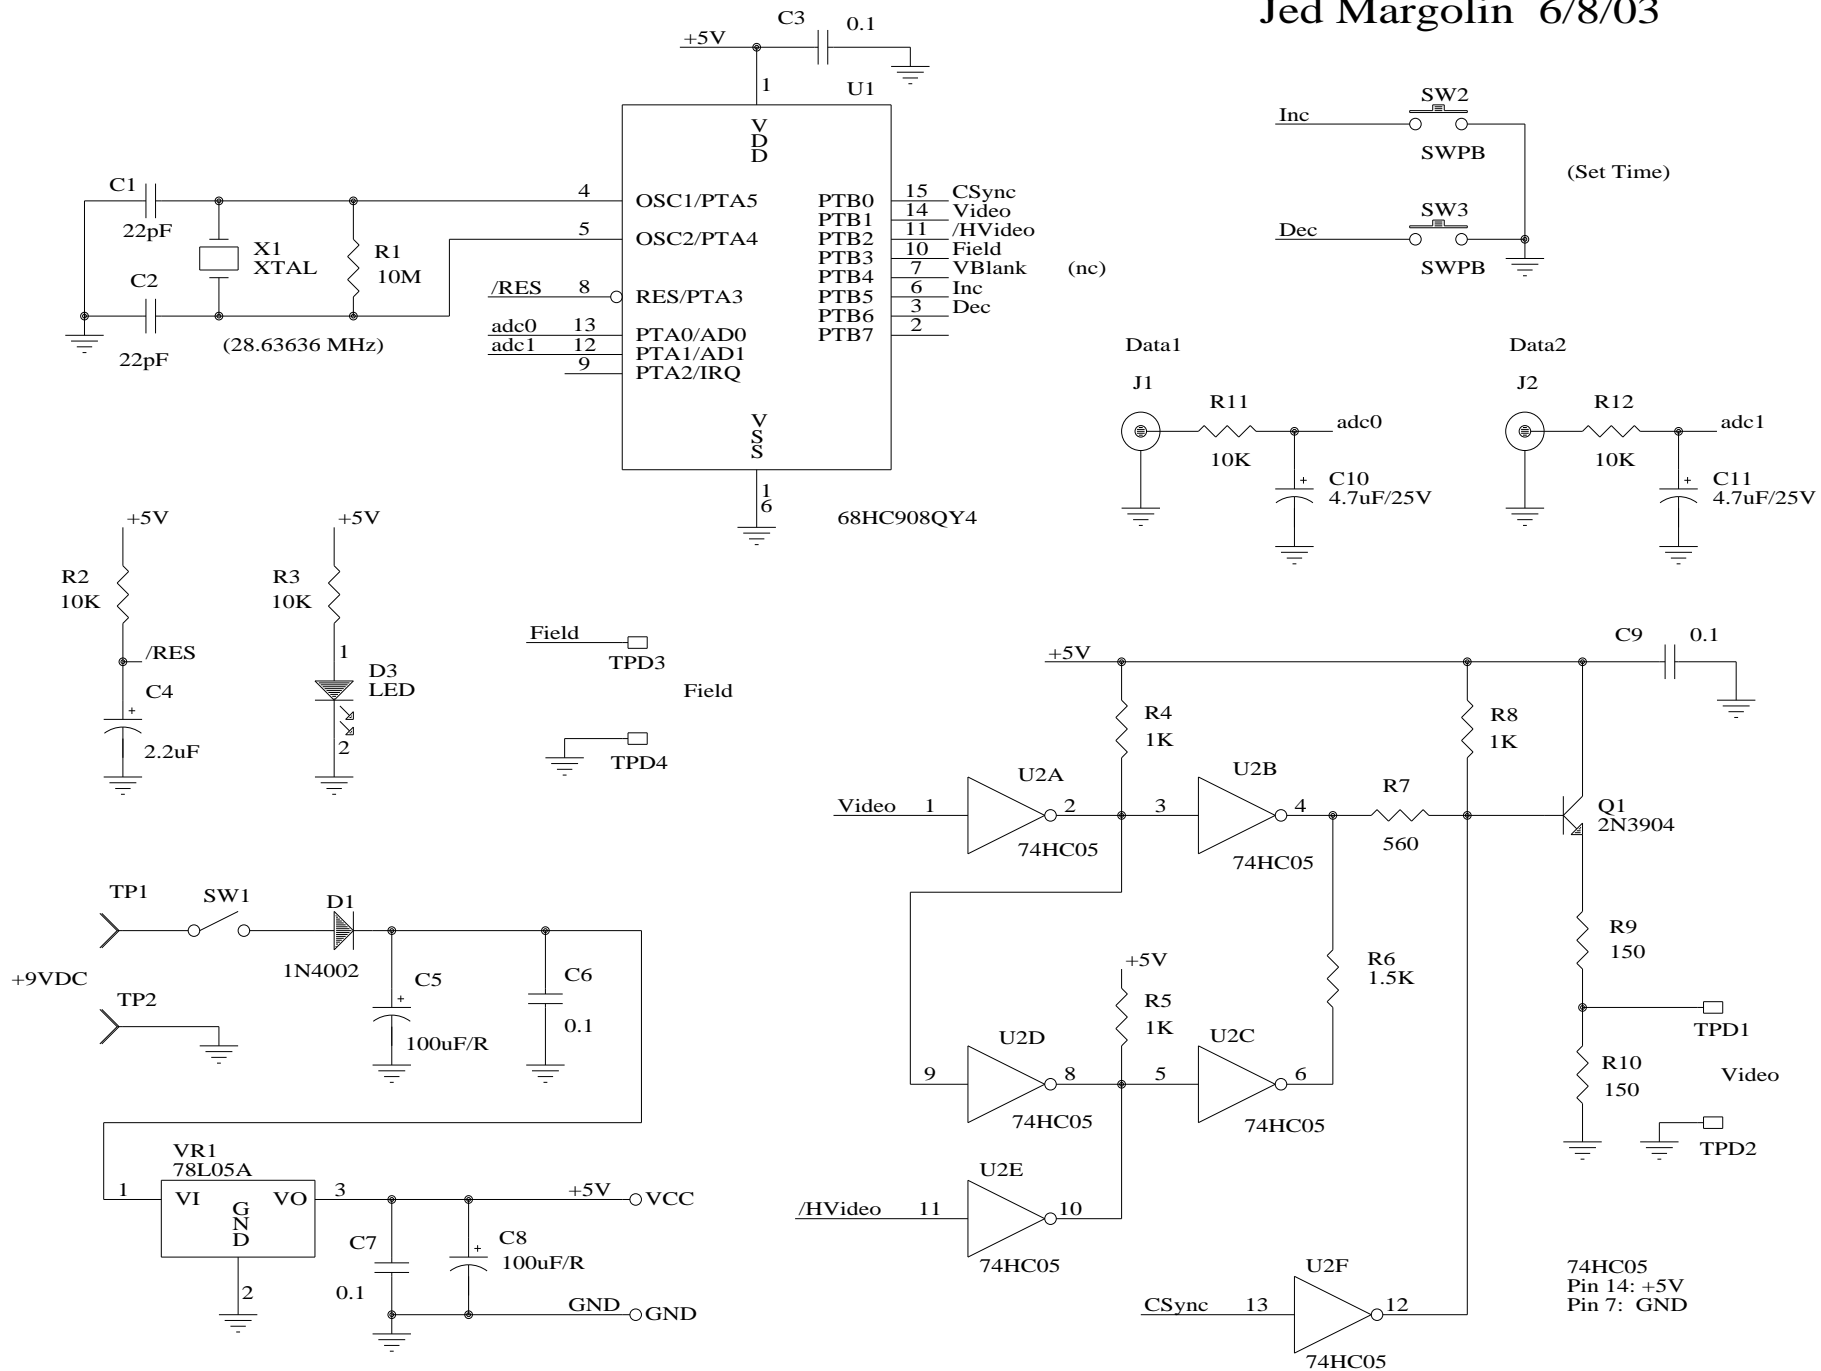 Jed Margolin 6/8/03
C3
0.1
+5V
1
U1
VDD
C1
22pF
C2
22pF
X1
XTAL
R1
10M
(28.63636 MHz)
4 OSC1/PTA5
5 OSC2/PTA4
/RES 8 RES/PTA3
adc0 13 PTA0/AD0
adc1 12 PTA1/AD1
9 PTA2/IRQ
PTB0 15 CSync
PTB1 14 Video
PTB2 11 /HVideo
PTB3 10 Field
PTB4 7 VBlank (nc)
PTB5 6 Inc
PTB6 3 Dec
PTB7 2
VSS
16
68HC908QY4
Inc
SW2
SWPB
(Set Time)
Dec
SW3
SWPB
Data1
J1
R11
10K
adc0
C10
4.7uF/25V
Data2
J2
R12
10K
adc1
C11
4.7uF/25V
+5V
R2
10K
/RES
C4
2.2uF
+5V
R3
10K
1
D3
LED
2
Field
TPD3
Field
TPD4
+5V
C9
0.1
R4
1K
R8
1K
Video 1
U2A
2
74HC05
3
U2B
4
74HC05
R7
560
Q1
2N3904
R6
1.5K
+5V
R5
1K
9
U2D
8
74HC05
5
U2C
6
74HC05
R9
150
TPD1
R10
150
Video
TPD2
/HVideo 11
U2E
10
74HC05
CSync 13
U2F
12
74HC05
74HC05
Pin 14: +5V
Pin 7: GND
TP1
SW1
D1
1N4002
+9VDC
TP2
C5
100uF/R
C6
0.1
VR1
78L05A
1 VI
VO 3
GND
2
+5V VCC
C7
0.1
C8
100uF/R
GND GND